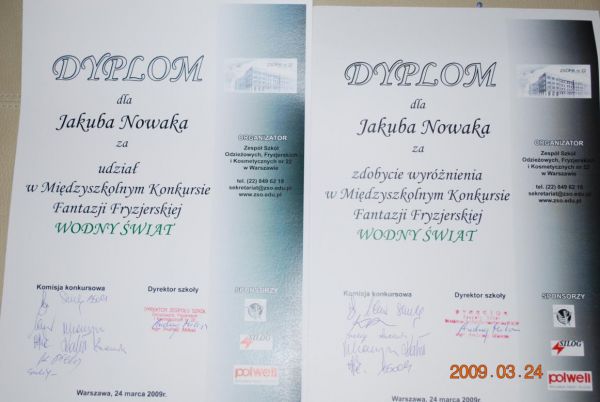 DYPLOM
dla
Jakuba Nowaka
za
udział
w Międzyszkolnym Konkursie
Fantazji Fryzjerskiej
WODNY ŚWIAT
Komisja konkursowa
Dyrektor szkoły
Warszawa, 24 marca 2009r.
ORGANIZATOR
Zespół Szkół
Odzieżowych, Fryzjerskich
i Kosmetycznych nr 22
w Warszawie
tel. (22) 849 62 18
sekretariat@zso.edu.pl
www.zso.edu.pl
SPONSORZY
SILOG
polwell
DYPLOM
dla
Jakuba Nowaka
za
zdobycie wyróżnienia
w Międzyszkolnym Konkursie
Fantazji Fryzjerskiej
WODNY ŚWIAT
Komisja konkursowa
Dyrektor szkoły
Warszawa, 24 marca 2009r.
ORGANIZATOR
Zespół Szkół
Odzieżowych, Fryzjerskich
i Kosmetycznych nr 22
w Warszawie
tel. (22) 849 62 18
sekretariat@zso.edu.pl
www.zso.edu.pl
SPONSORZY
SILOG
polwell
2009.03.24